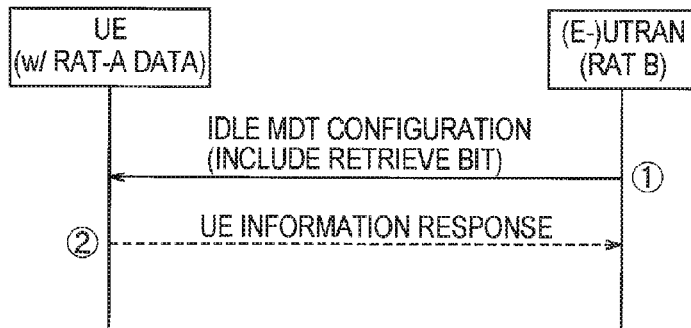 UE
(w/ RAT-A DATA)
(E-)UTRAN
(RAT B)
IDLE MDT CONFIGURATION
(INCLUDE RETRIEVE BIT)
①
UE INFORMATION RESPONSE
②